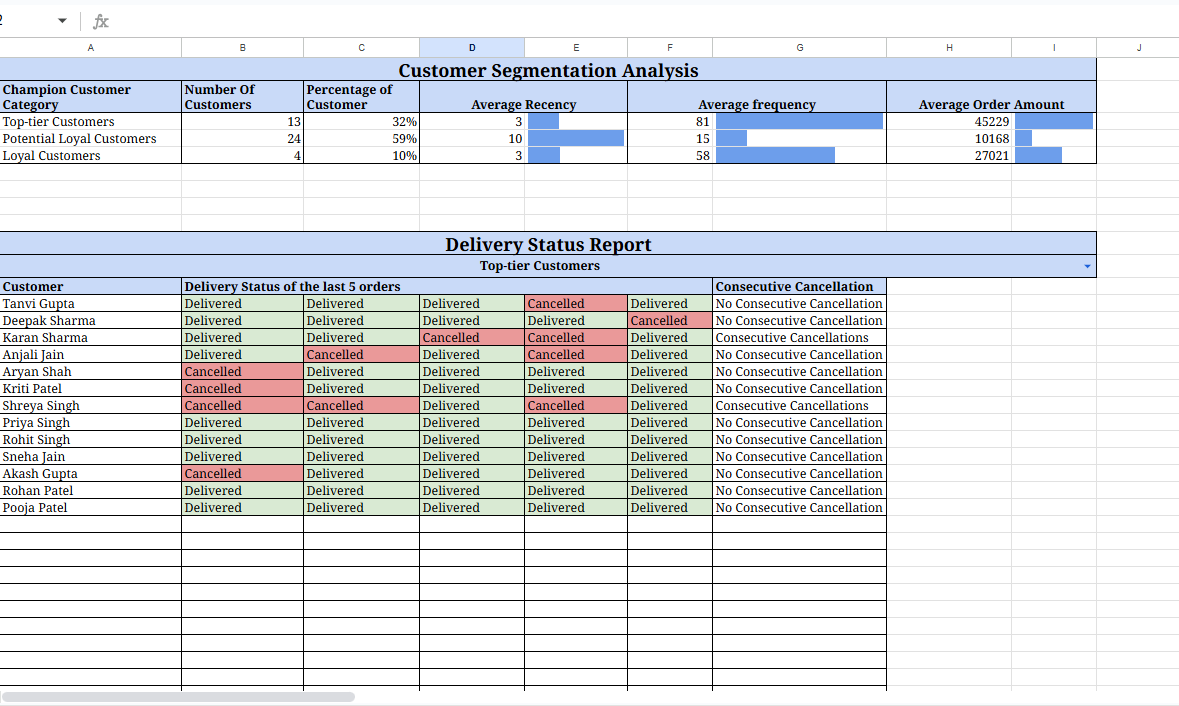 2 fx
A B C D E F G H I J
Customer Segmentation Analysis
Champion Customer Category Number Of Customers Percentage of Customer Average Recency Average frequency Average Order Amount
Top-tier Customers 13 32% 3 81 45229
Potential Loyal Customers 24 59% 10 15 10168
Loyal Customers 4 10% 3 58 27021
Delivery Status Report
Top-tier Customers
Customer Delivery Status of the last 5 orders Consecutive Cancellation
Tanvi Gupta Delivered Delivered Delivered Cancelled Delivered No Consecutive Cancellation
Deepak Sharma Delivered Delivered Delivered Delivered Cancelled No Consecutive Cancellation
Karan Sharma Delivered Delivered Cancelled Cancelled Delivered Consecutive Cancellations
Anjali Jain Delivered Cancelled Delivered Cancelled Delivered No Consecutive Cancellation
Aryan Shah Cancelled Delivered Delivered Delivered Delivered No Consecutive Cancellation
Kriti Patel Cancelled Delivered Delivered Delivered Delivered No Consecutive Cancellation
Shreya Singh Cancelled Cancelled Delivered Cancelled Delivered Consecutive Cancellations
Priya Singh Delivered Delivered Delivered Delivered Delivered No Consecutive Cancellation
Rohit Singh Delivered Delivered Delivered Delivered Delivered No Consecutive Cancellation
Sneha Jain Delivered Delivered Delivered Delivered Delivered No Consecutive Cancellation
Akash Gupta Cancelled Delivered Delivered Delivered Delivered No Consecutive Cancellation
Rohan Patel Delivered Delivered Delivered Delivered Delivered No Consecutive Cancellation
Pooja Patel Delivered Delivered Delivered Delivered Delivered No Consecutive Cancellation